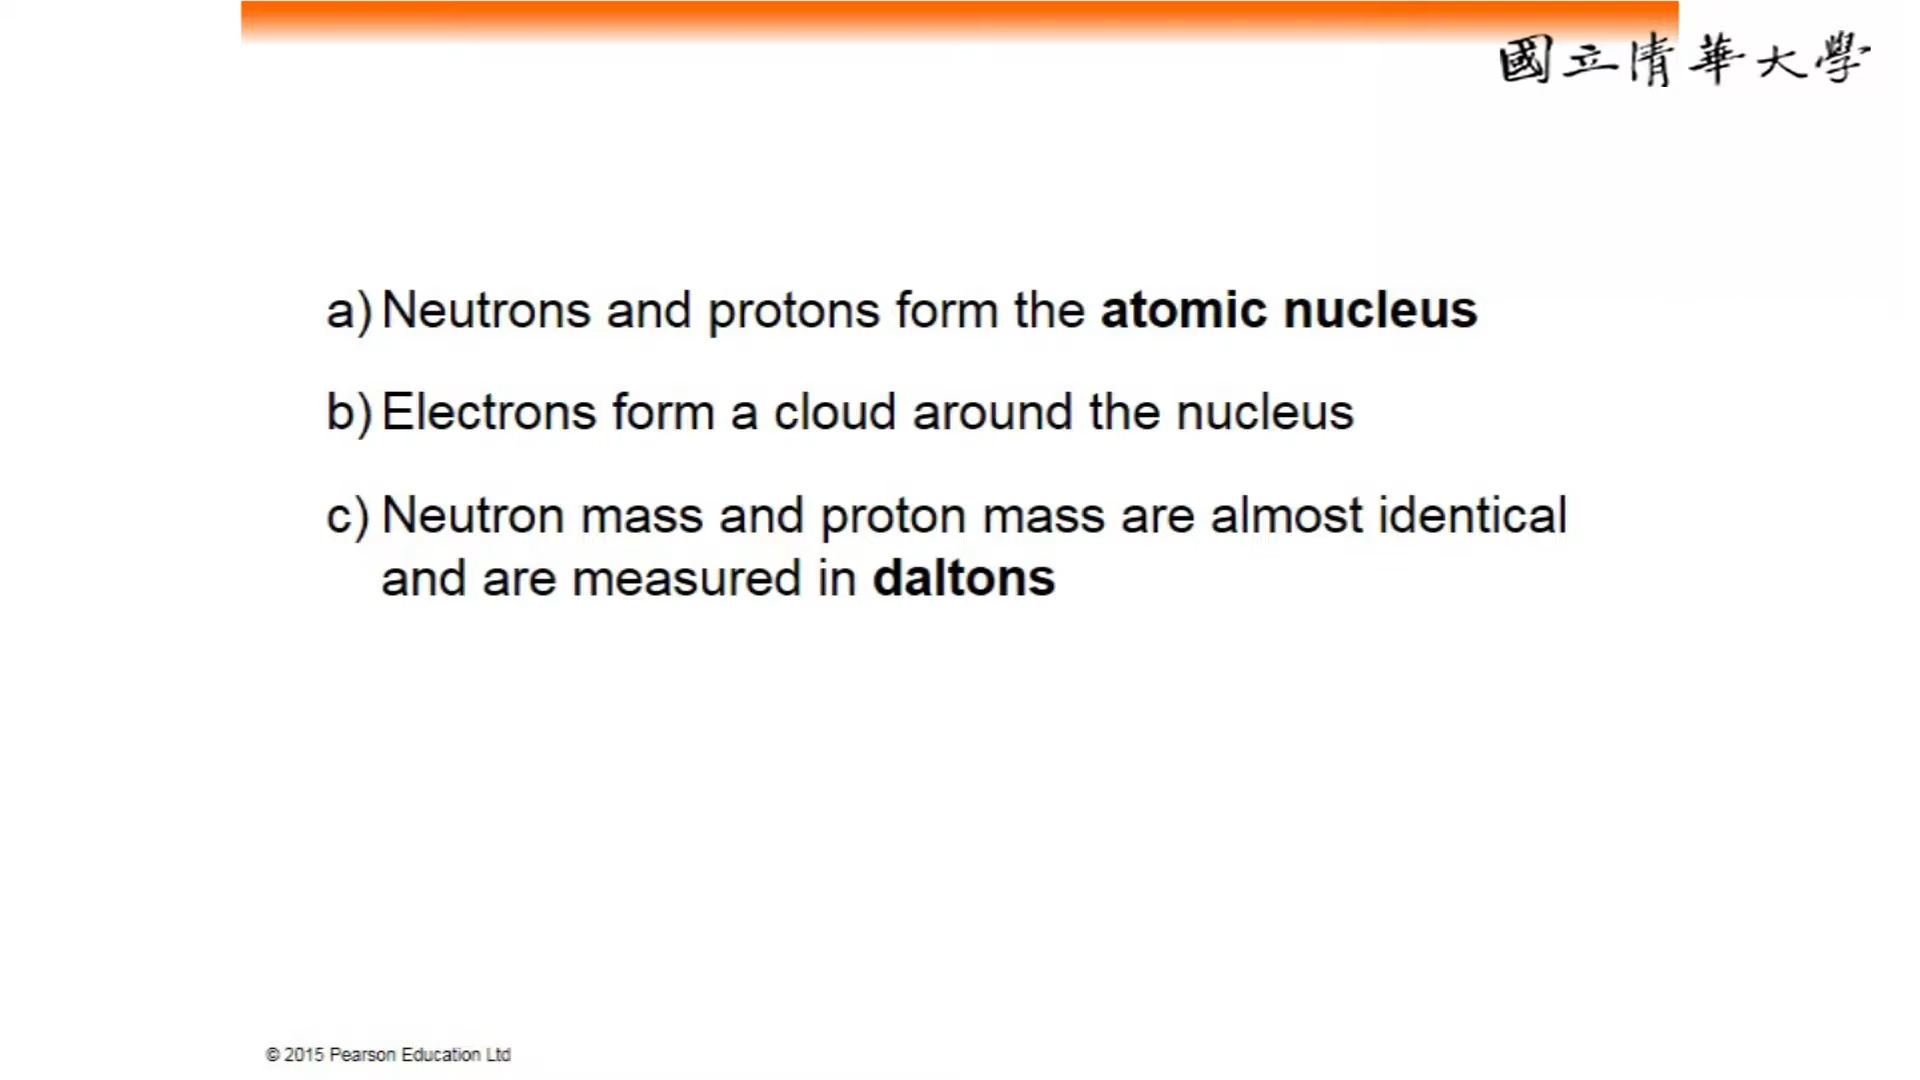 國立清華大學
a) Neutrons and protons form the atomic nucleus
b) Electrons form a cloud around the nucleus
c) Neutron mass and proton mass are almost identical
and are measured in daltons
© 2015 Pearson Education Ltd